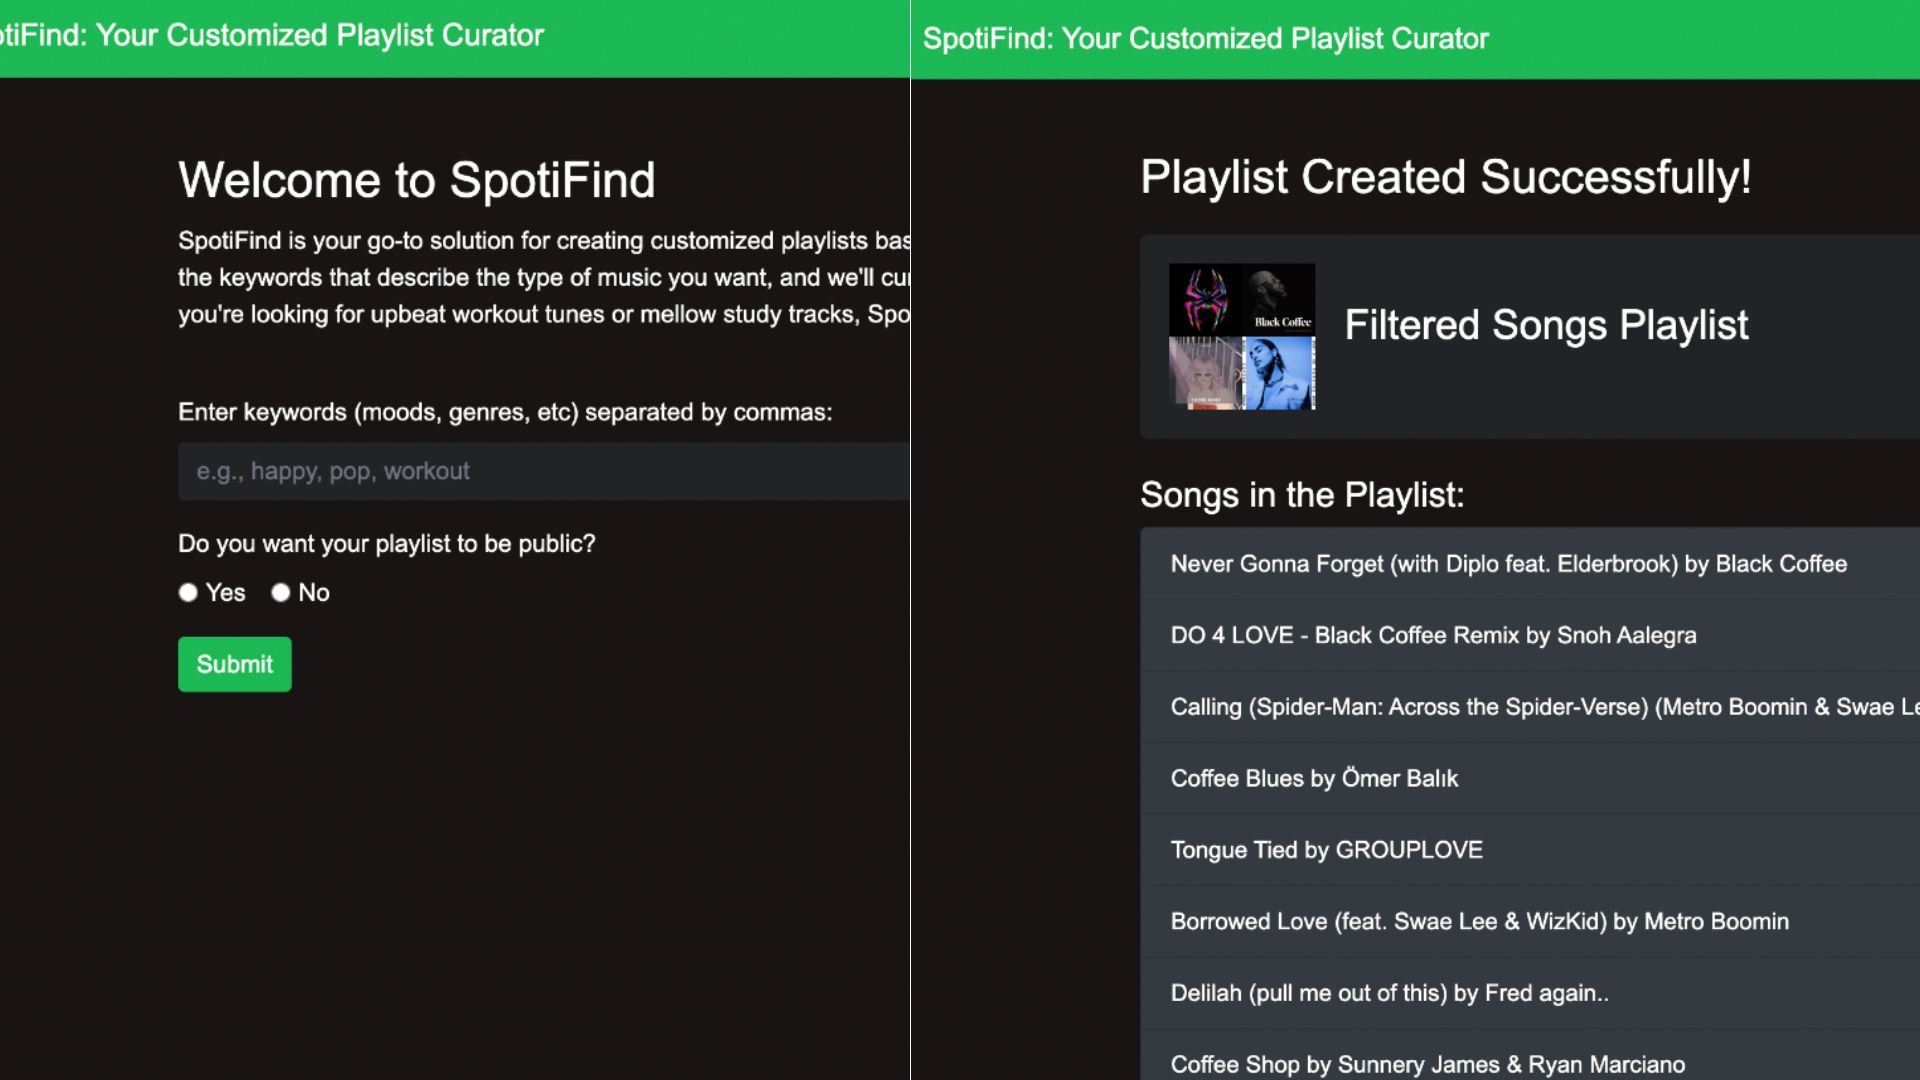 otiFind: Your Customized Playlist Curator
Welcome to SpotiFind
SpotiFind is your go-to solution for creating customized playlists bas
the keywords that describe the type of music you want, and we'll cu
you're looking for upbeat workout tunes or mellow study tracks, Spo
Enter keywords (moods, genres, etc) separated by commas:
e.g., happy, pop, workout
Do you want your playlist to be public?
Yes No
Submit
SpotiFind: Your Customized Playlist Curator
Playlist Created Successfully!
Black Coffee
Filtered Songs Playlist
Songs in the Playlist:
Never Gonna Forget (with Diplo feat. Elderbrook) by Black Coffee
DO 4 LOVE - Black Coffee Remix by Snoh Aalegra
Calling (Spider-Man: Across the Spider-Verse) (Metro Boomin & Swae Le
Coffee Blues by Ömer Balık
Tongue Tied by GROUPLOVE
Borrowed Love (feat. Swae Lee & WizKid) by Metro Boomin
Delilah (pull me out of this) by Fred again..
Coffee Shop by Sunnery James & Ryan Marciano